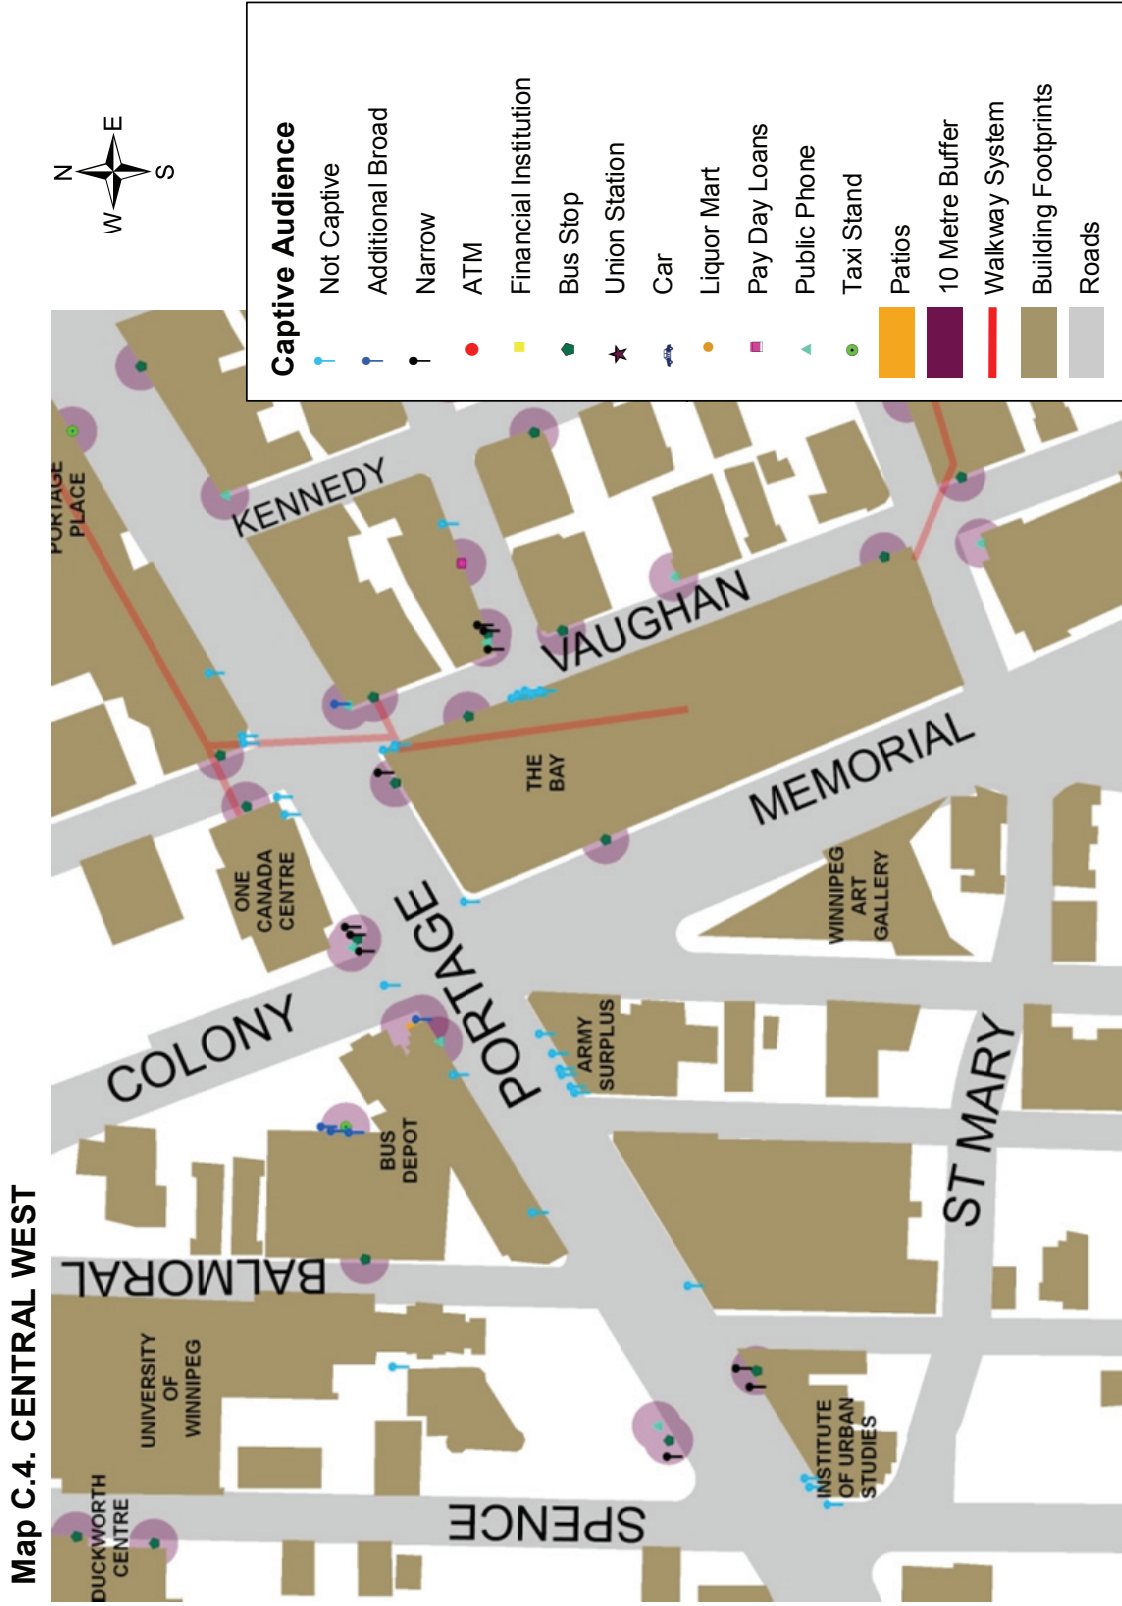 Map C.4. CENTRAL WEST
N
W
E
S
Captive Audience
Not Captive
Additional Broad
Narrow
ATM
Financial Institution
Bus Stop
Union Station
Car
Liquor Mart
Pay Day Loans
Public Phone
Taxi Stand
Patios
10 Metre Buffer
Walkway System
Building Footprints
Roads
PORTAGE
PLACE
KENNEDY
VAUGHAN
THE
BAY
MEMORIAL
ONE
CANADA
CENTRE
WINNIPEG
ART
GALLERY
COLONY
PORTAGE
ARMY
SURPLUS
ST MARY
BUS
DEPOT
BALMORAL
UNIVERSITY
OF
WINNIPEG
INSTITUTE
OF URBAN
STUDIES
SPENCE
DUCKWORTH
CENTRE